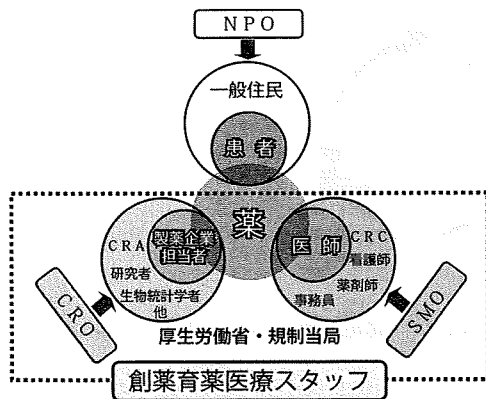 NPO
一般住民
患者
薬
CRA
製薬企業
担当者
研究者
生物統計学者
他
医師
CRC
看護師
薬剤師
事務員
CRO
SMO
厚生労働省・規制当局
創薬育薬医療スタッフ